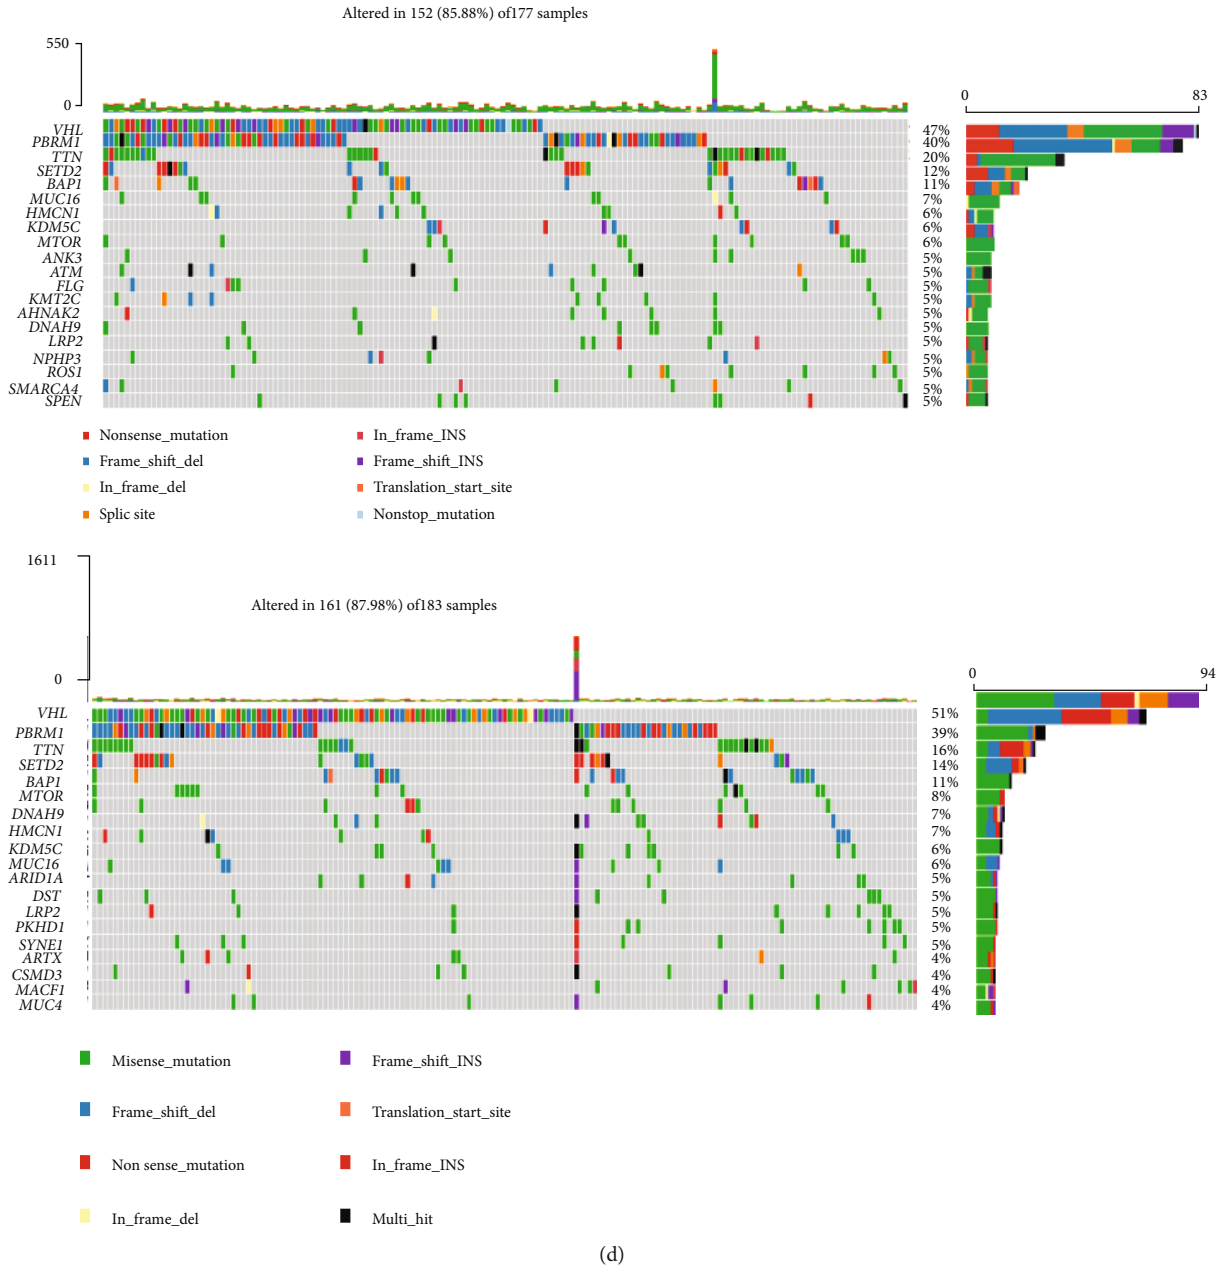 Altered in 152 (85.88%) of177 samples
550
0
0 83
VHL 47%
PBRM1 40%
TTN 20%
SETD2 12%
BAP1 11%
MUC16 7%
HMCN1 6%
KDM5C 6%
MTOR 6%
ANK3 5%
ATM 5%
FLG 5%
KMT2C 5%
AHNAK2 5%
DNAH9 5%
LRP2 5%
NPHP3 5%
ROS1 5%
SMARCA4 5%
SPEN 5%
Nonsense_mutation In_frame_INS
Frame_shift_del Frame_shift_INS
In_frame_del Translation_start_site
Splic site Nonstop_mutation
1611
Altered in 161 (87.98%) of183 samples
0
0 94
VHL 51%
PBRM1 39%
TTN 16%
SETD2 14%
BAP1 11%
MTOR 8%
DNAH9 7%
HMCN1 7%
KDM5C 6%
MUC16 6%
ARID1A 5%
DST 5%
LRP2 5%
PKHD1 5%
SYNE1 5%
ARTX 4%
CSMD3 4%
MACF1 4%
MUC4 4%
Misense_mutation Frame_shift_INS
Frame_shift_del Translation_start_site
Non sense_mutation In_frame_INS
In_frame_del Multi_hit
(d)